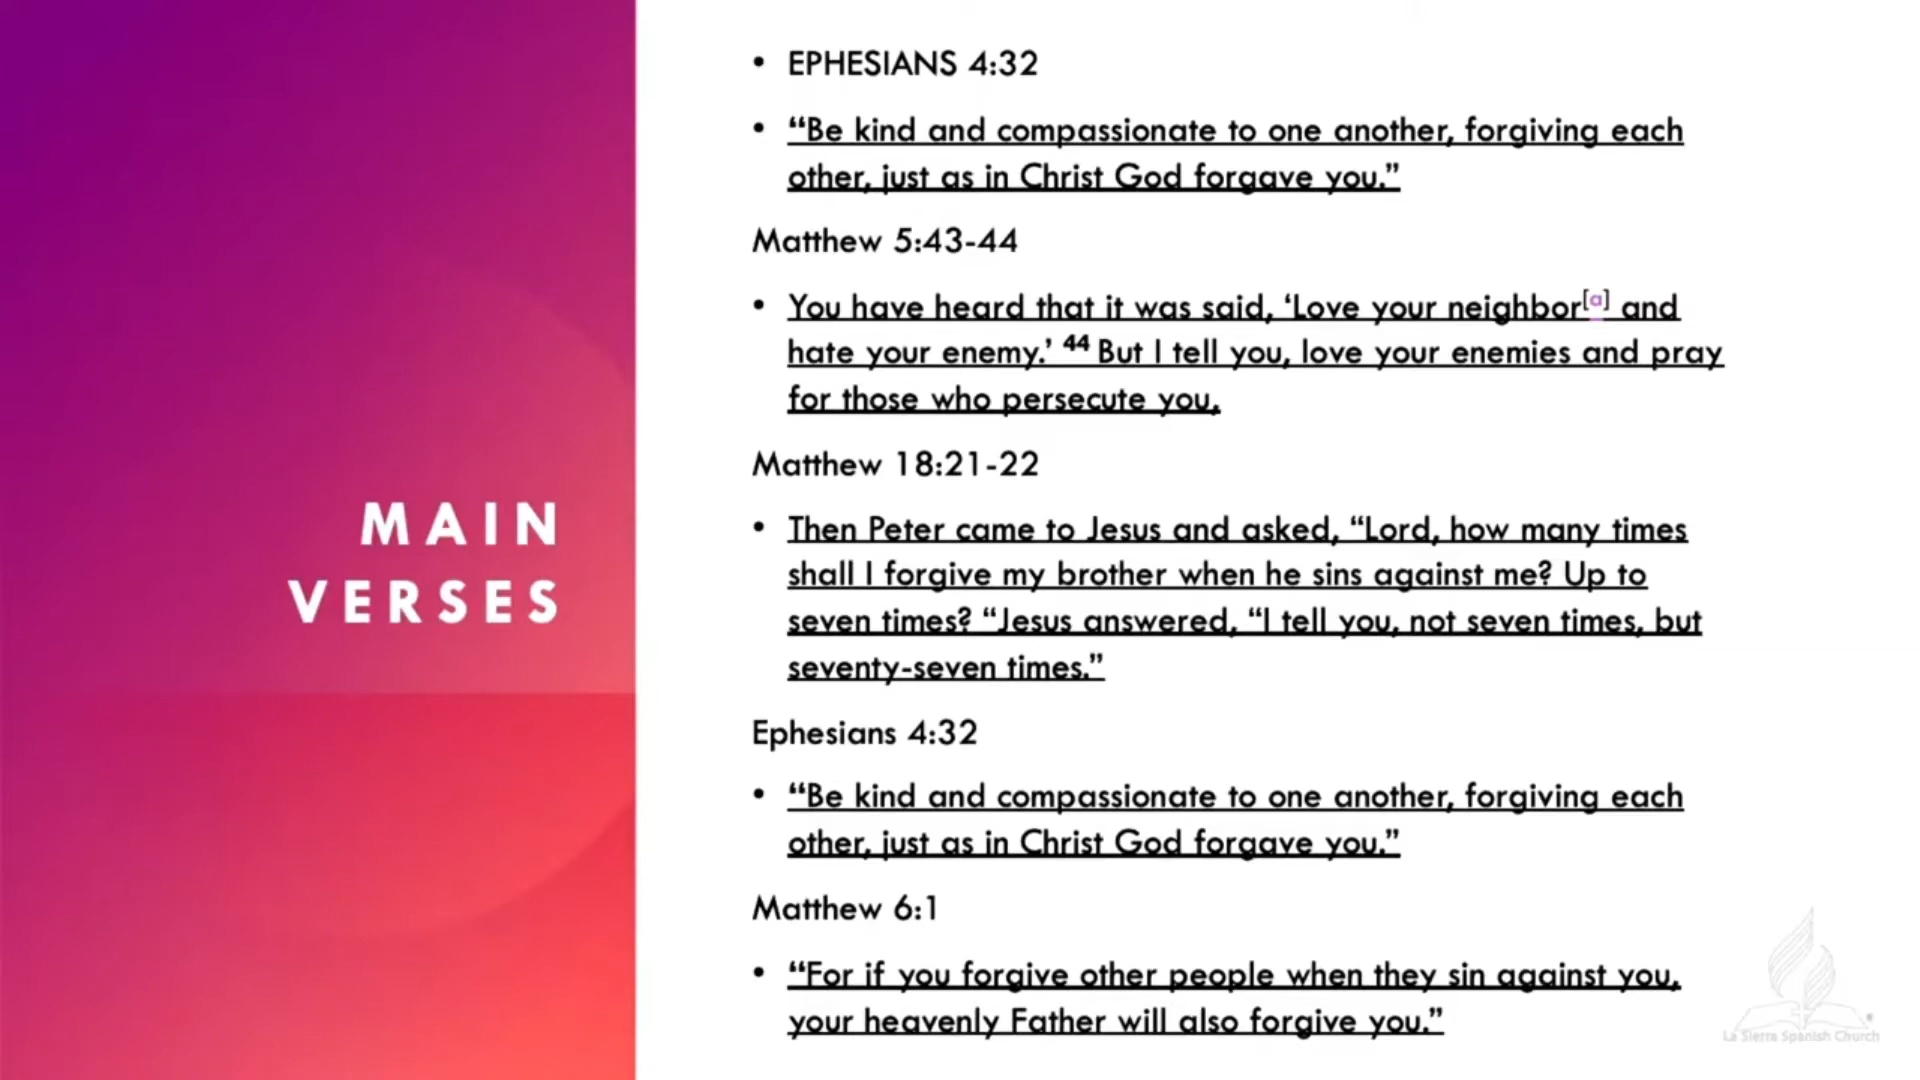 MAIN
VERSES
• EPHESIANS 4:32
• “Be kind and compassionate to one another, forgiving each
other, just as in Christ God forgave you.”
Matthew 5:43-44
• You have heard that it was said, ‘Love your neighbor[a] and
hate your enemy.’ 44 But I tell you, love your enemies and pray
for those who persecute you,
Matthew 18:21-22
• Then Peter came to Jesus and asked, “Lord, how many times
shall I forgive my brother when he sins against me? Up to
seven times? “Jesus answered, “I tell you, not seven times, but
seventy-seven times.”
Ephesians 4:32
• “Be kind and compassionate to one another, forgiving each
other, just as in Christ God forgave you.”
Matthew 6:1
• “For if you forgive other people when they sin against you,
your heavenly Father will also forgive you.”
La Sierra Spanish Church